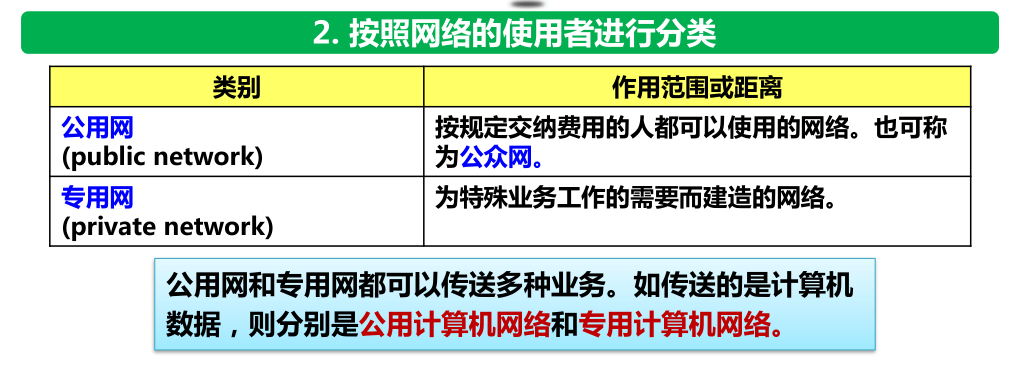 2. 按照网络的使用者进行分类
类别
作用范围或距离
公用网
(public network)
按规定交纳费用的人都可以使用的网络。也可称
为公众网。
专用网
(private network)
为特殊业务工作的需要而建造的网络。
公用网和专用网都可以传送多种业务。如传送的是计算机
数据，则分别是公用计算机网络和专用计算机网络。